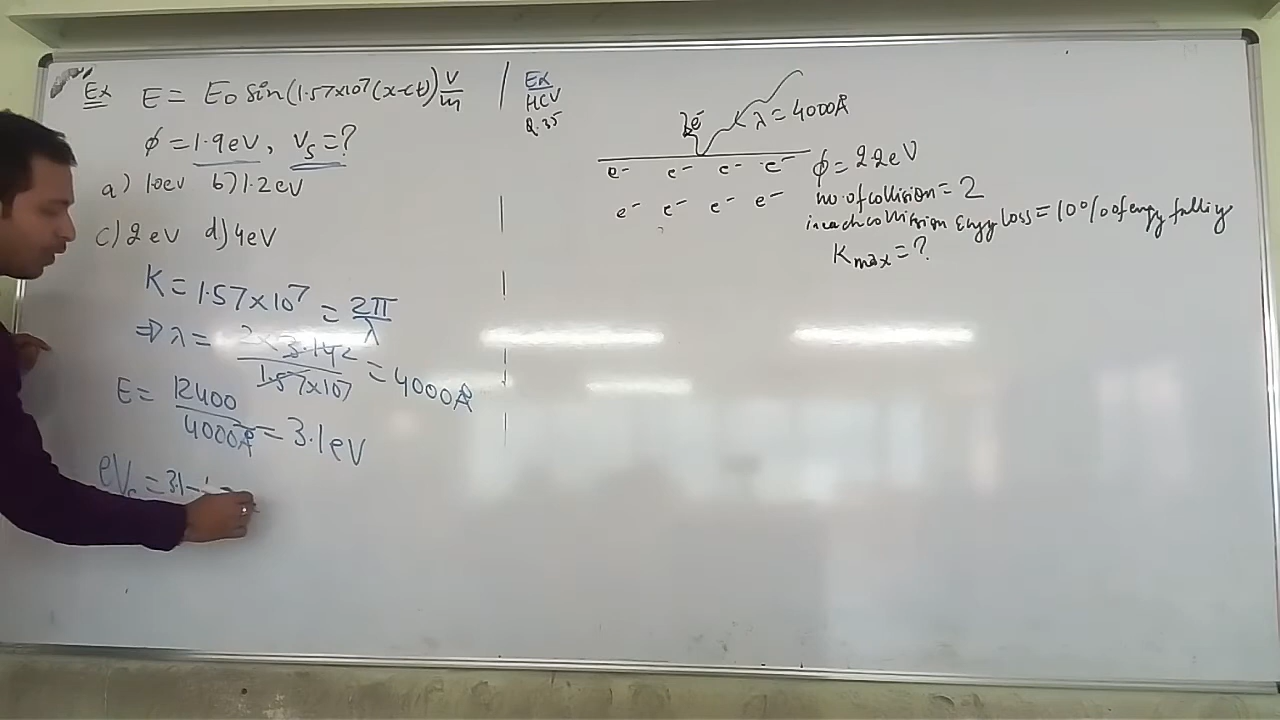 Ex E = E0 sin(1.57×10⁷(x-ct)) V/m
ϕ = 1.9eV, Vs = ?
a) 1.0eV b) 1.2eV
c) 2eV d) 4eV
K = 1.57×10⁷ = 2π/λ
⇒ λ = 2×3.142/1.57×10⁷ = 4000Å
E = 12400/4000Å = 3.1eV
eVs = 3.1-
Ex
HCV
Q.35
λ = 4000Å
e⁻ e⁻ e⁻ e⁻
ϕ = 2.2eV
e⁻ e⁻ e⁻ e⁻
no. of collision = 2
in each collision Engy loss = 10% of engy
Kmax = ?